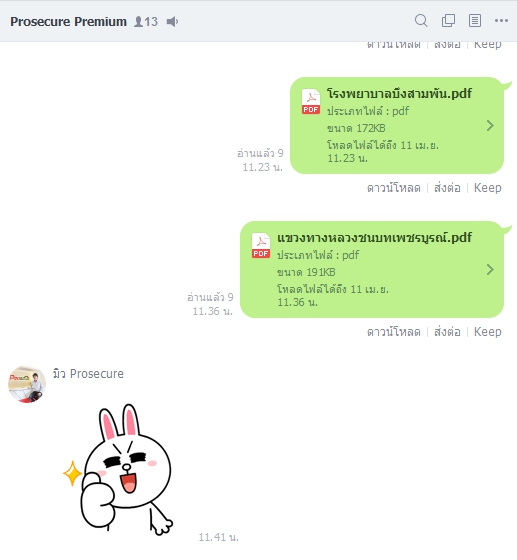 Prosecure Premium 13
ดาวน์โหลด ส่งต่อ Keep
โรงพยาบาลบึงสามพัน.pdf
ประเภทไฟล์ : pdf
ขนาด 172KB
โหลดไฟล์ได้ถึง 11 เม.ย.
11.23 น.
PDF
อ่านแล้ว 9
11.23 น.
ดาวน์โหลด ส่งต่อ Keep
แขวงทางหลวงชนบทเพชรบูรณ์.pdf
ประเภทไฟล์ : pdf
ขนาด 191KB
โหลดไฟล์ได้ถึง 11 เม.ย.
11.36 น.
PDF
อ่านแล้ว 9
11.36 น.
ดาวน์โหลด ส่งต่อ Keep
มิว Prosecure
11.41 น.